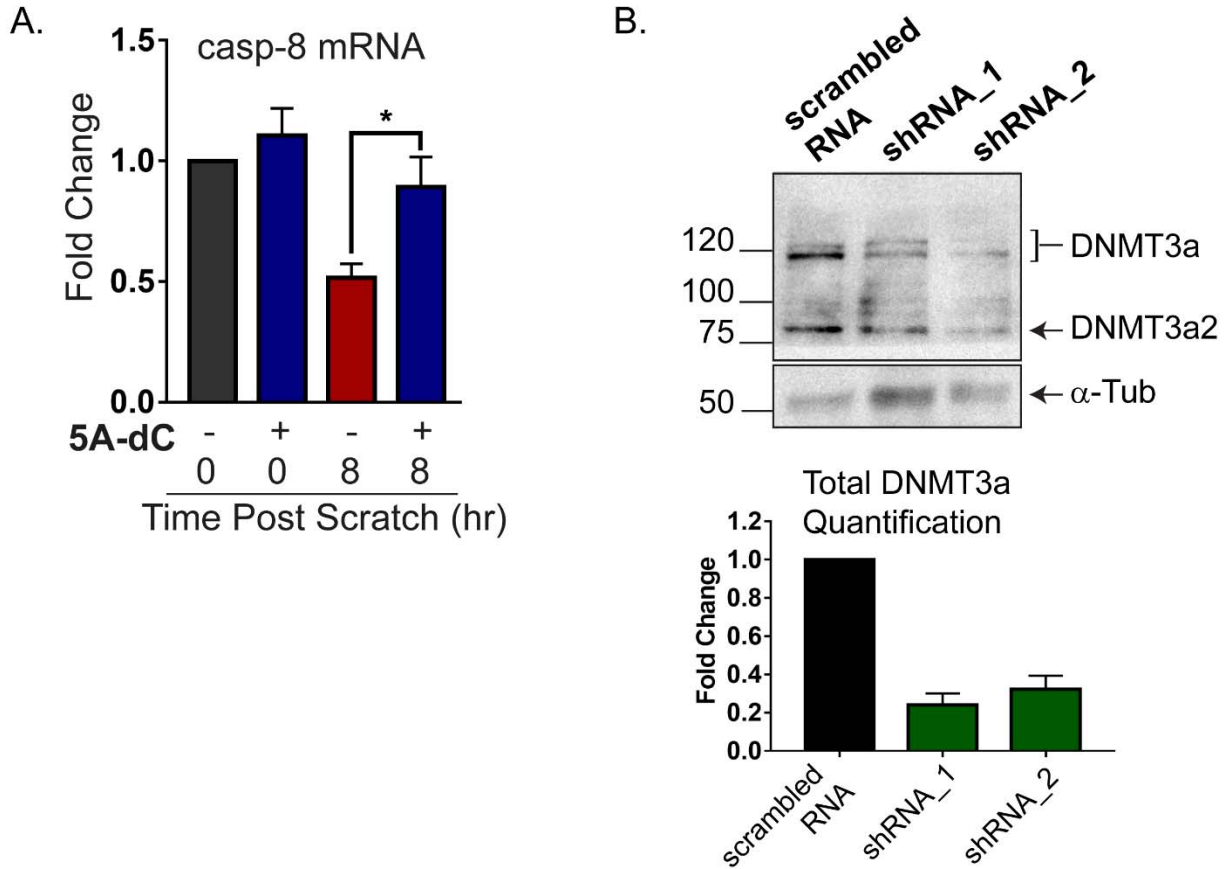 A.
casp-8 mRNA
Fold Change
1.5
1.0
0.5
0.0
*
5A-dC - + - +
0 0 8 8
Time Post Scratch (hr)
B.
scrambled
RNA
shRNA_1
shRNA_2
120
100
75
50
DNMT3a
DNMT3a2
α-Tub
Total DNMT3a
Quantification
Fold Change
1.2
1.0
0.8
0.6
0.4
0.2
0.0
scrambled
RNA
shRNA_1
shRNA_2